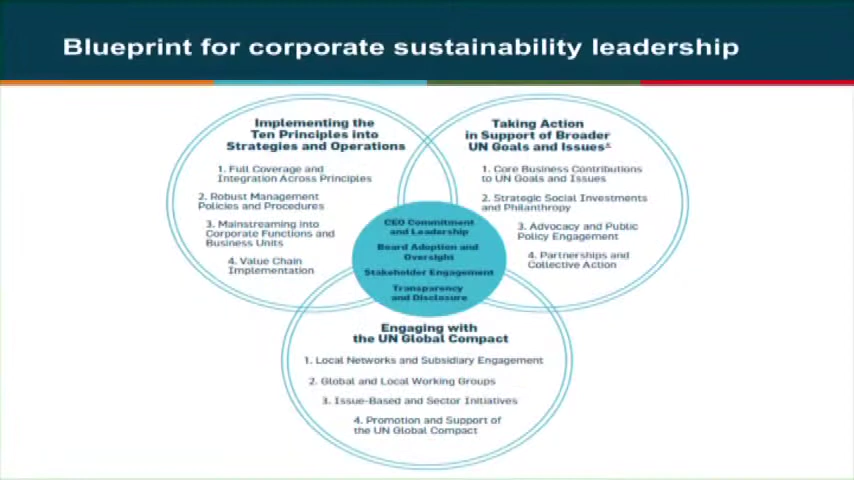 Blueprint for corporate sustainability leadership
Implementing the
Ten Principles into
Strategies and Operations
1. Full Coverage and
Integration Across Principles
2. Robust Management
Policies and Procedures
3. Mainstreaming into
Corporate Functions and
Business Units
4. Value Chain
Implementation
Taking Action
in Support of Broader
UN Goals and Issues
1. Core Business Contributions
to UN Goals and Issues
2. Strategic Social Investments
and Philanthropy
3. Advocacy and Public
Policy Engagement
4. Partnerships and
Collective Action
CEO Commitment
and Leadership
Board Adoption and
Oversight
Stakeholder Engagement
Transparency
and Disclosure
Engaging with
the UN Global Compact
1. Local Networks and Subsidiary Engagement
2. Global and Local Working Groups
3. Issue-Based and Sector Initiatives
4. Promotion and Support of
the UN Global Compact